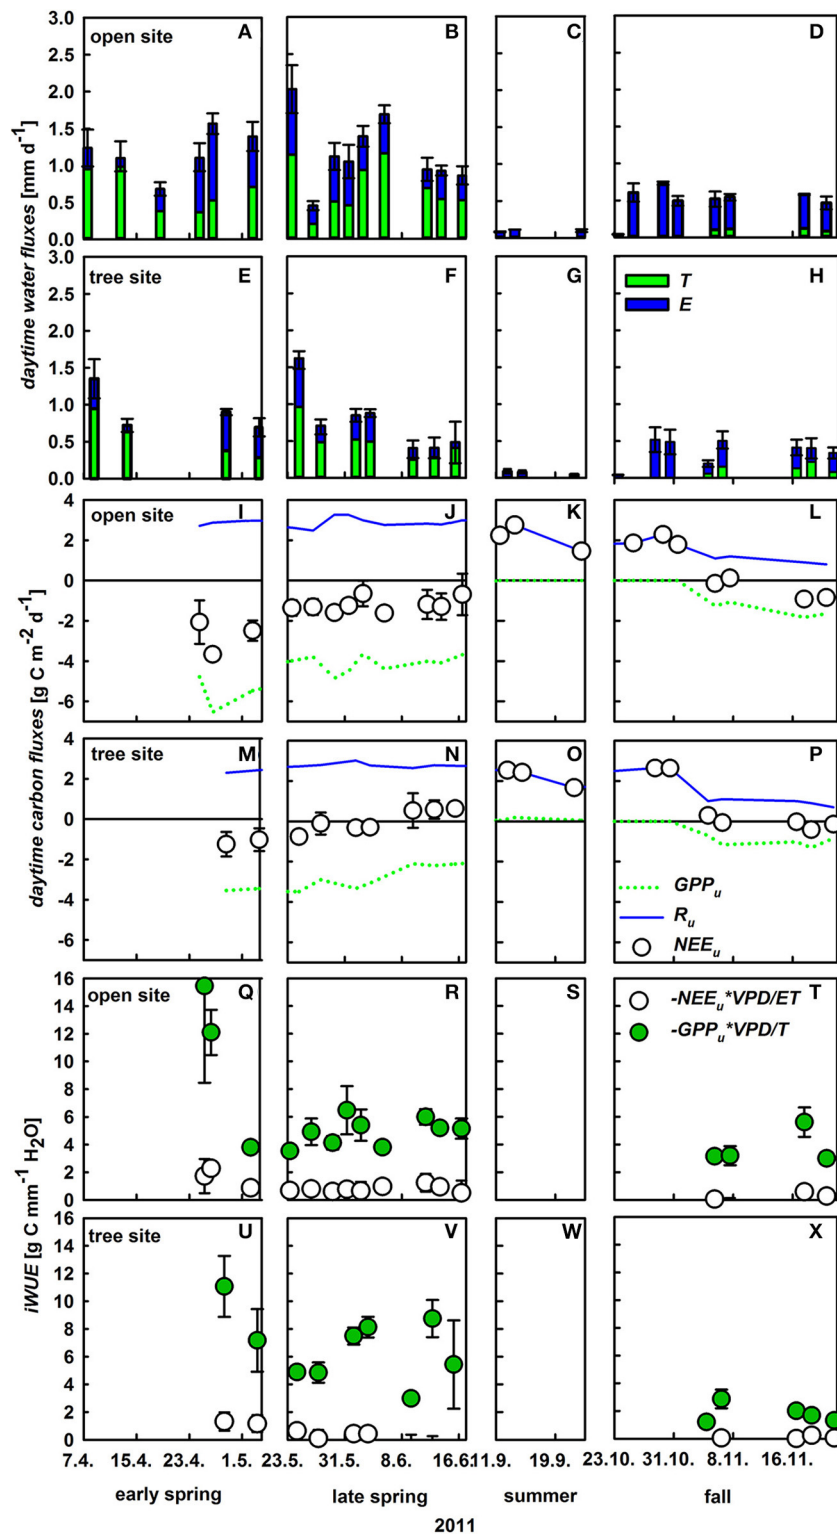 open site A B C D
3.0
2.5
2.0
1.5
1.0
0.5
0.0
daytime water fluxes [mm d-1]
tree site E F G H
3.0
2.5
2.0
1.5
1.0
0.5
0.0
T
E
open site I J K L
4
2
0
-2
-4
-6
daytime carbon fluxes [g C m-2 d-1]
tree site M N O P
4
2
0
-2
-4
-6
GPPu
Ru
NEEu
open site Q R S T
16
14
12
10
8
6
4
2
0
-NEEu*VPD/ET
-GPPu*VPD/T
iWUE [g C mm-1 H2O]
tree site U V W X
16
14
12
10
8
6
4
2
0
7.4. 15.4. 23.4. 1.5. 23.5. 31.5. 8.6. 16.611.9. 19.9. 23.10. 31.10. 8.11. 16.11.
early spring late spring summer fall
2011